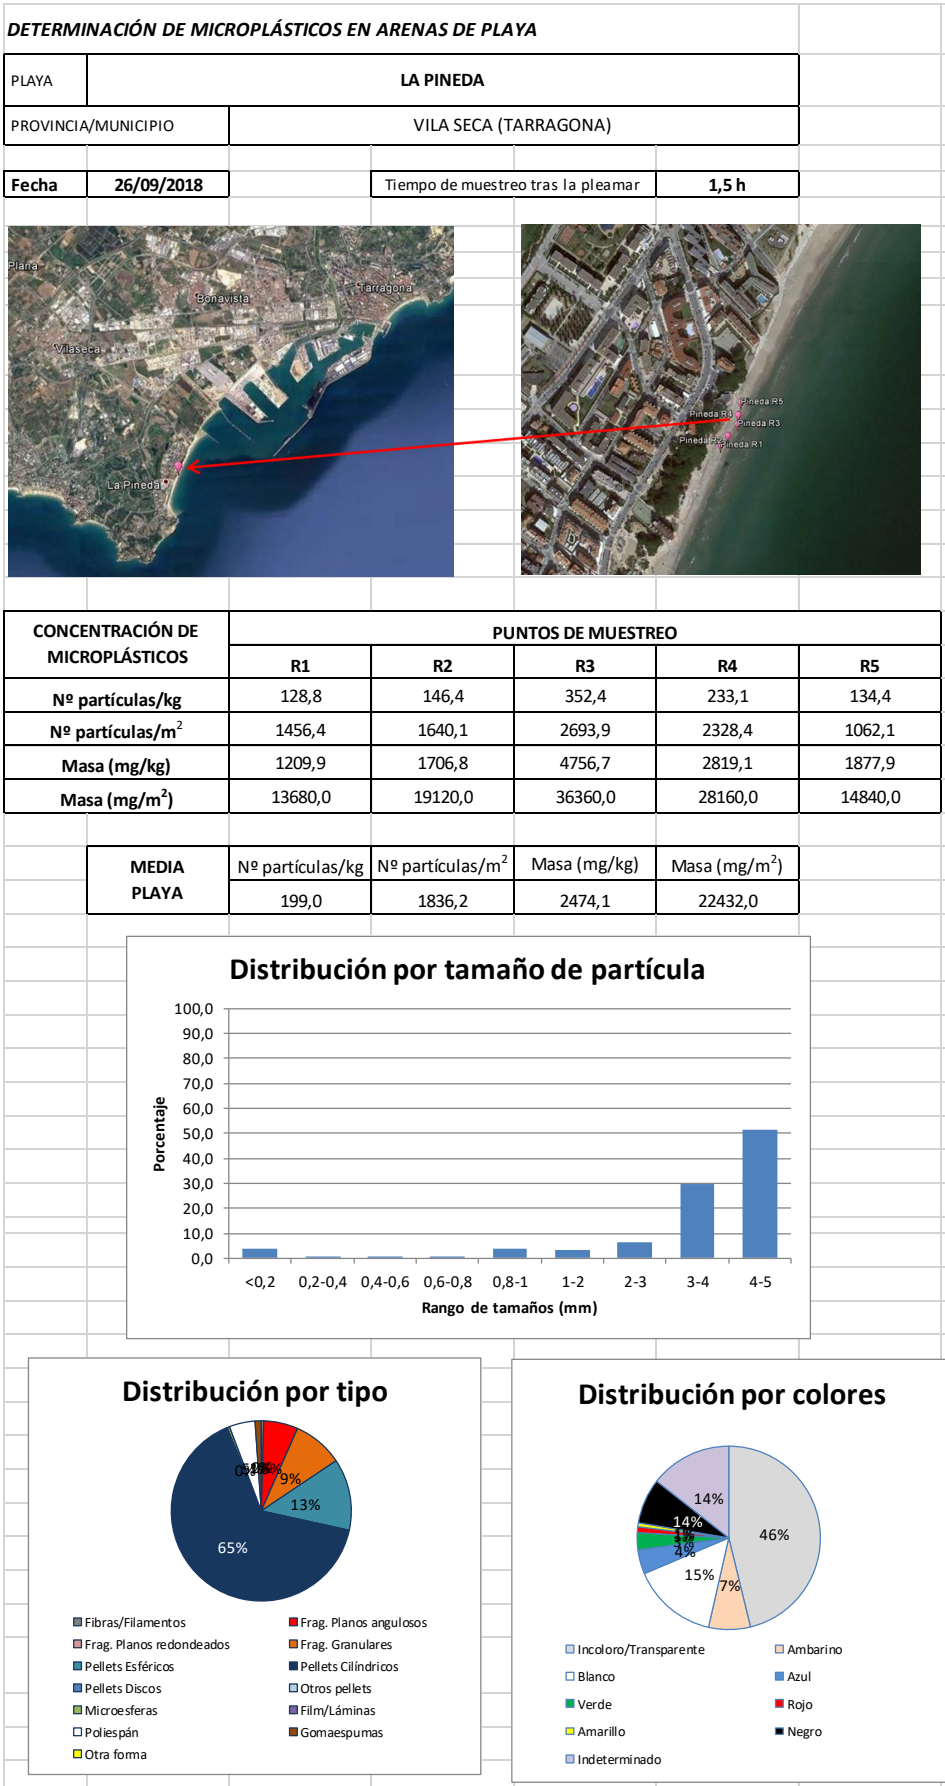 DETERMINACIÓN DE MICROPLÁSTICOS EN ARENAS DE PLAYA
PLAYA LA PINEDA
PROVINCIA/MUNICIPIO VILA SECA (TARRAGONA)
Fecha 26/09/2018 Tiempo de muestreo tras la pleamar 1,5 h
Plana
Bonavista
Tarragona
Vilaseca
La Pineda
Pineda R5
Pineda R4
Pineda R3
Pineda R2
Pineda R1
CONCENTRACIÓN DE MICROPLÁSTICOS PUNTOS DE MUESTREO
R1 R2 R3 R4 R5
Nº partículas/kg 128,8 146,4 352,4 233,1 134,4
Nº partículas/m² 1456,4 1640,1 2693,9 2328,4 1062,1
Masa (mg/kg) 1209,9 1706,8 4756,7 2819,1 1877,9
Masa (mg/m²) 13680,0 19120,0 36360,0 28160,0 14840,0
MEDIA PLAYA Nº partículas/kg Nº partículas/m² Masa (mg/kg) Masa (mg/m²)
199,0 1836,2 2474,1 22432,0
Distribución por tamaño de partícula
Porcentaje
100,0
90,0
80,0
70,0
60,0
50,0
40,0
30,0
20,0
10,0
0,0
<0,2 0,2-0,4 0,4-0,6 0,6-0,8 0,8-1 1-2 2-3 3-4 4-5
Rango de tamaños (mm)
Distribución por tipo
9%
13%
65%
Fibras/Filamentos Frag. Planos angulosos
Frag. Planos redondeados Frag. Granulares
Pellets Esféricos Pellets Cilíndricos
Pellets Discos Otros pellets
Microesferas Film/Láminas
Poliespán Gomaespumas
Otra forma
Distribución por colores
14%
14%
46%
4%
15%
7%
Incoloro/Transparente Ambarino
Blanco Azul
Verde Rojo
Amarillo Negro
Indeterminado